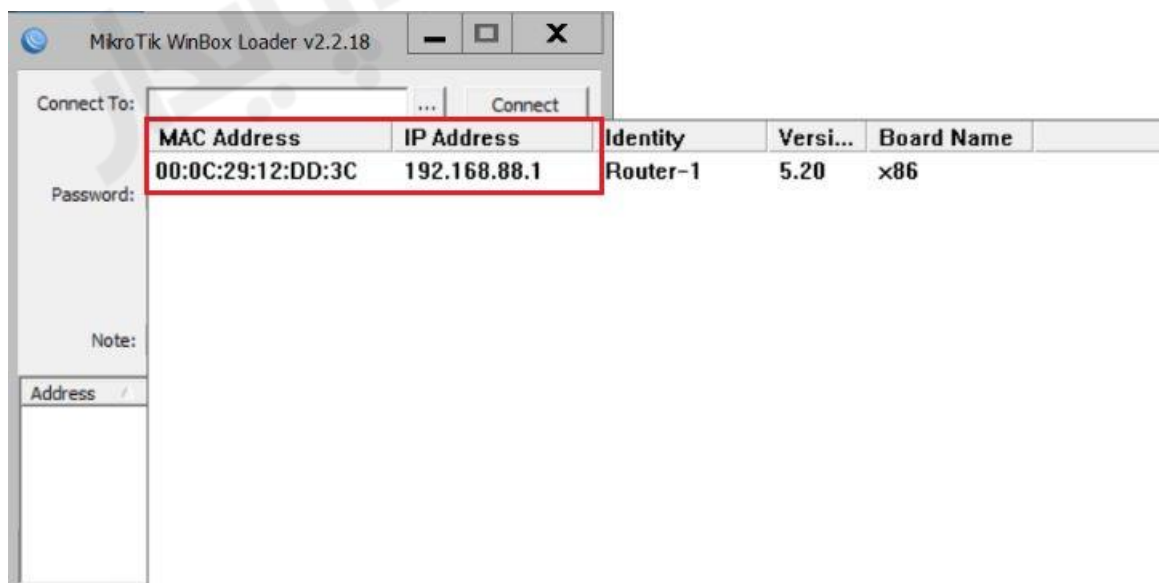 MikroTik WinBox Loader v2.2.18
Connect To: ... Connect
MAC Address IP Address Identity Versi... Board Name
00:0C:29:12:DD:3C 192.168.88.1 Router-1 5.20 x86
Password:
Note:
Address